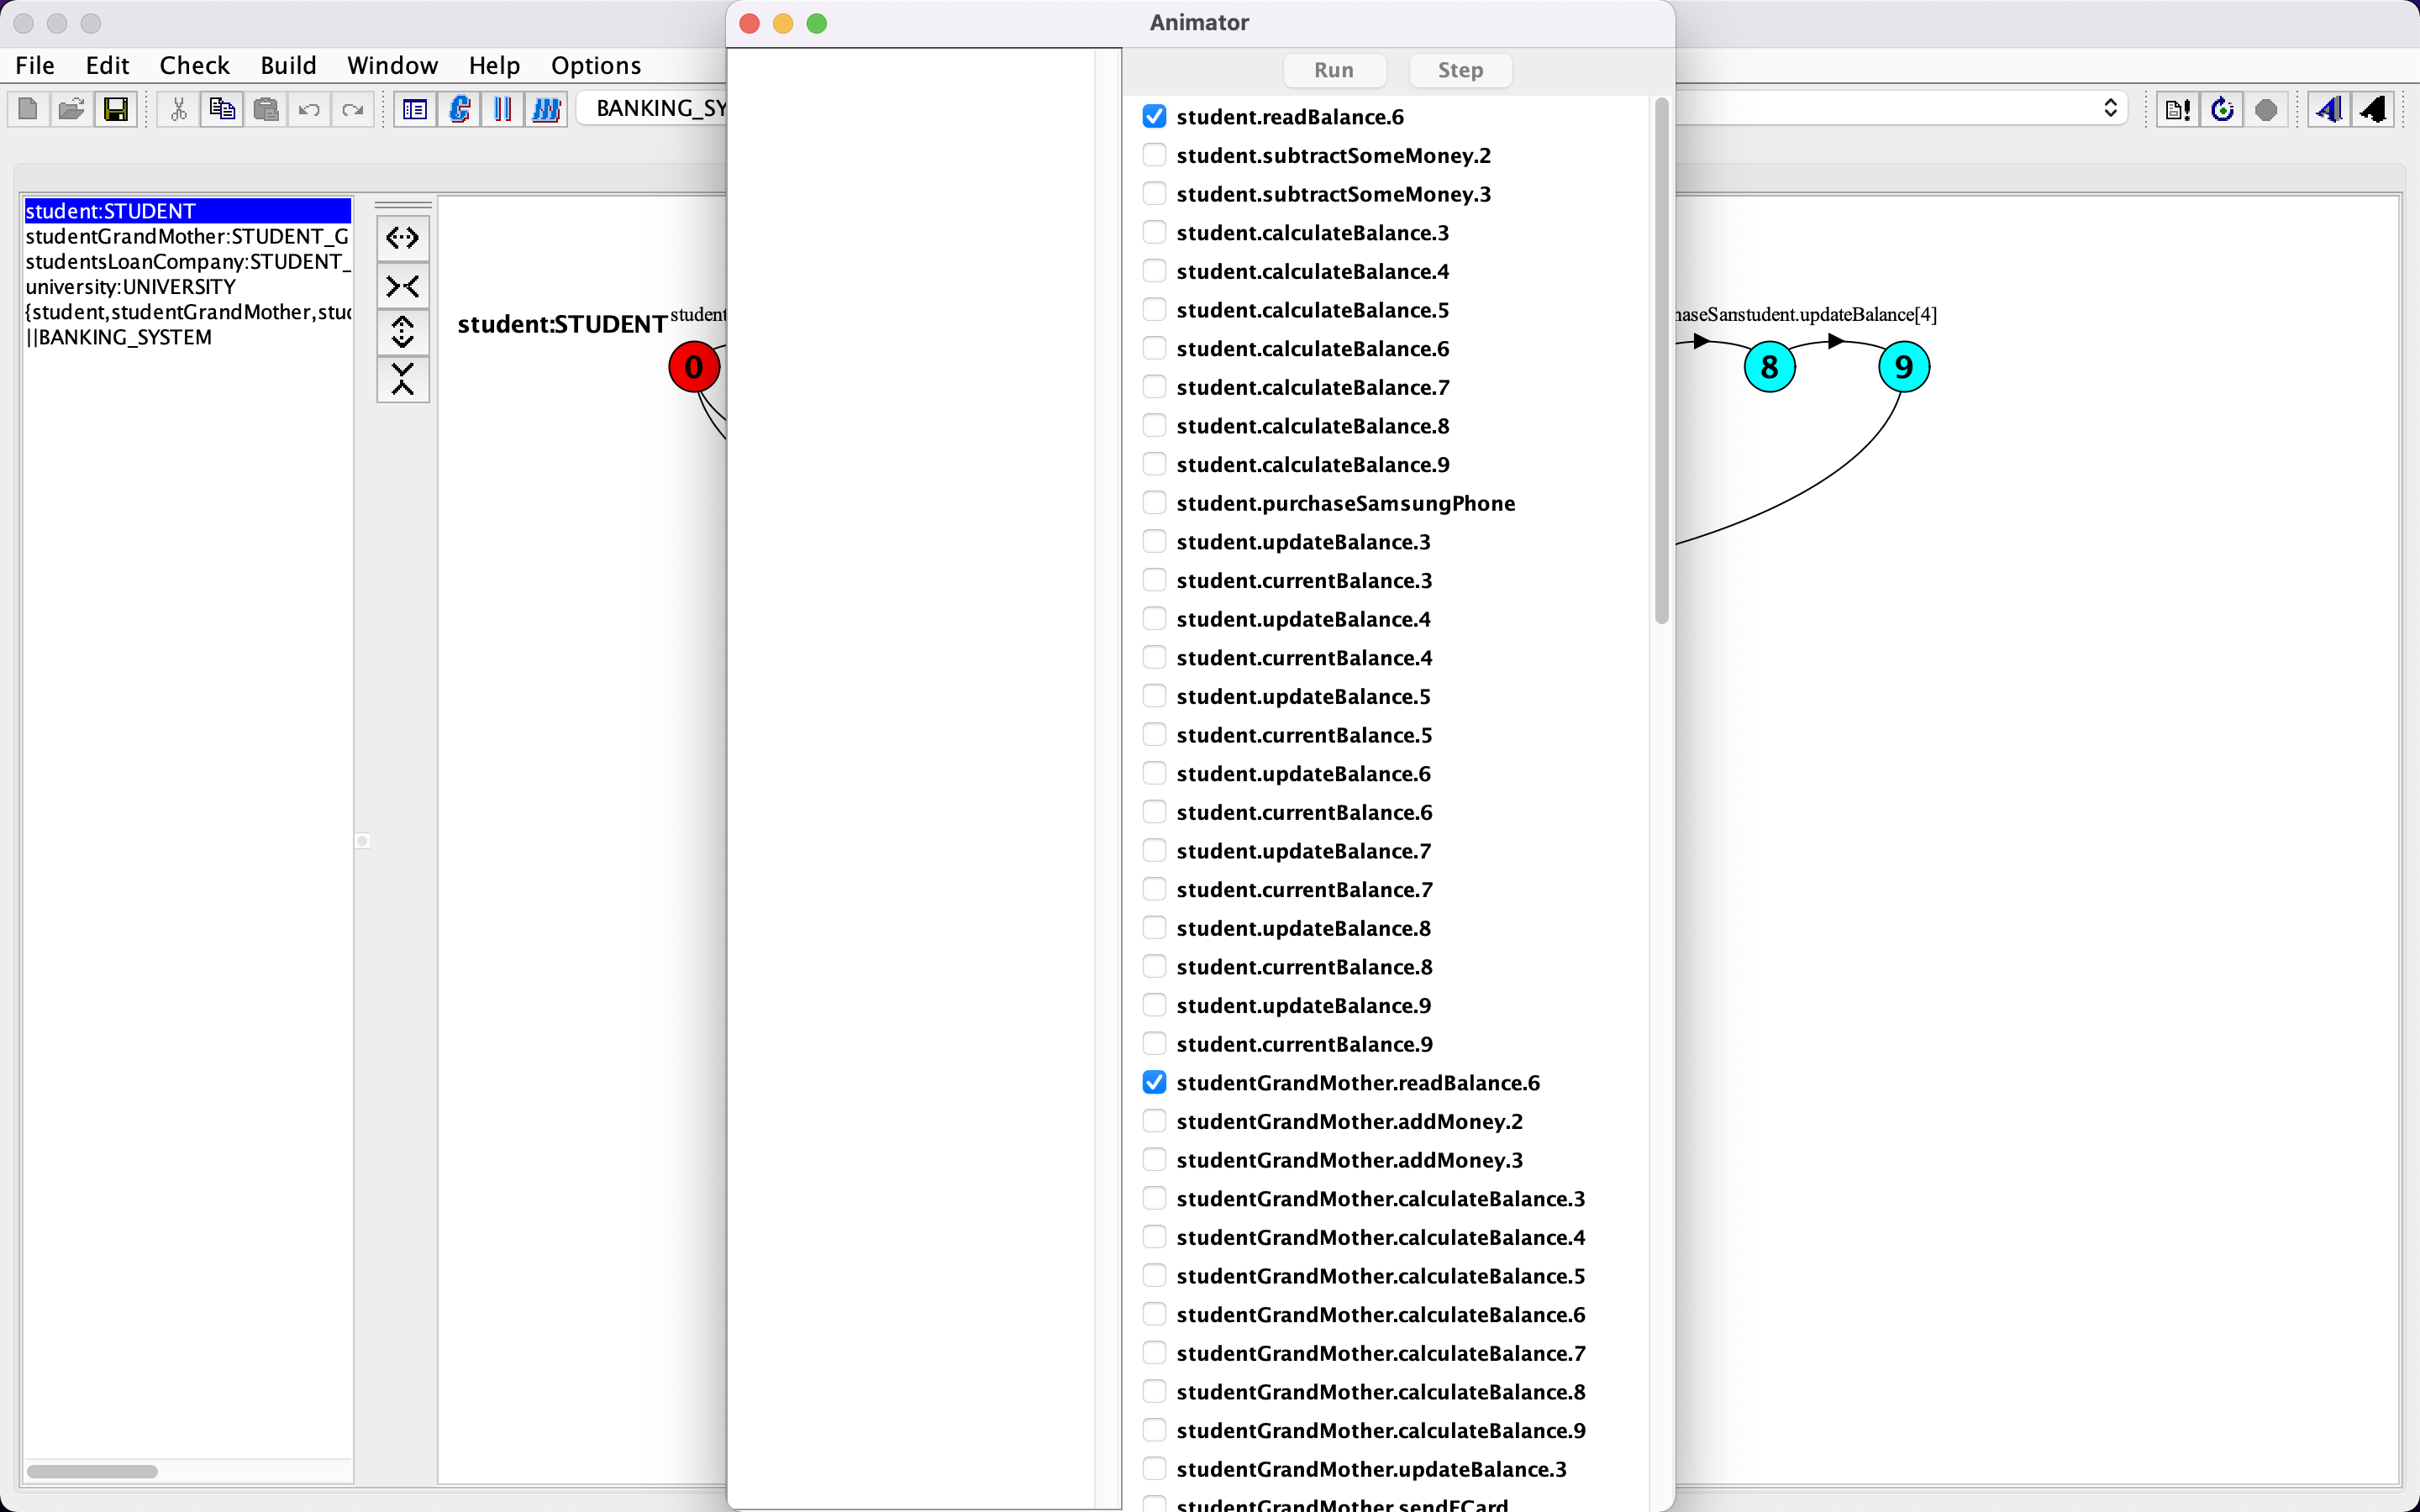 Animator
File Edit Check Build Window Help Options
Run Step
BANKING_SY
student:STUDENT
studentGrandMother:STUDENT_G
studentsLoanCompany:STUDENT_
university:UNIVERSITY
{student,studentGrandMother,stud
||BANKING_SYSTEM
student:STUDENT
student
0
haseSanstudent.updateBalance[4]
8
9
student.readBalance.6
student.subtractSomeMoney.2
student.subtractSomeMoney.3
student.calculateBalance.3
student.calculateBalance.4
student.calculateBalance.5
student.calculateBalance.6
student.calculateBalance.7
student.calculateBalance.8
student.calculateBalance.9
student.purchaseSamsungPhone
student.updateBalance.3
student.currentBalance.3
student.updateBalance.4
student.currentBalance.4
student.updateBalance.5
student.currentBalance.5
student.updateBalance.6
student.currentBalance.6
student.updateBalance.7
student.currentBalance.7
student.updateBalance.8
student.currentBalance.8
student.updateBalance.9
student.currentBalance.9
studentGrandMother.readBalance.6
studentGrandMother.addMoney.2
studentGrandMother.addMoney.3
studentGrandMother.calculateBalance.3
studentGrandMother.calculateBalance.4
studentGrandMother.calculateBalance.5
studentGrandMother.calculateBalance.6
studentGrandMother.calculateBalance.7
studentGrandMother.calculateBalance.8
studentGrandMother.calculateBalance.9
studentGrandMother.updateBalance.3
studentGrandMother.sendECard